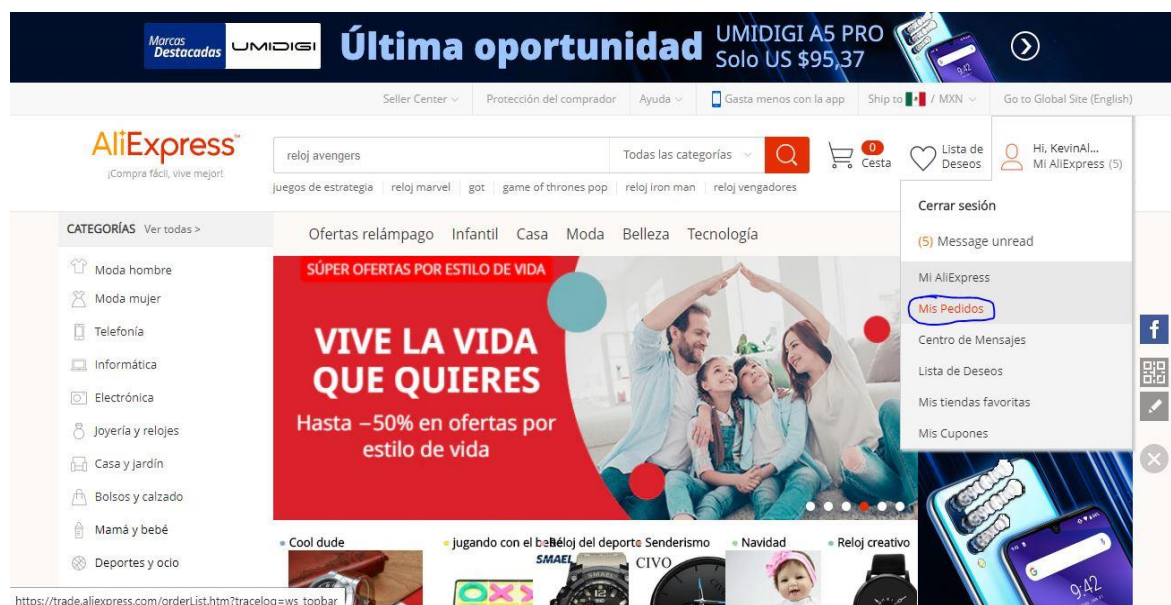 Marcas
Destacadas
UMIDIGI
Última oportunidad
UMIDIGI A5 PRO
Solo US $95,37
Seller Center
Protección del comprador
Ayuda
Gasta menos con la app
Ship to / MXN
Go to Global Site (English)
AliExpress™
¡Compra fácil, vive mejor!
reloj avengers
Todas las categorías
0
Cesta
Lista de
Deseos
Hi, KevinAl...
Mi AliExpress (5)
juegos de estrategia
reloj marvel
got
game of thrones pop
reloj iron man
reloj vengadores
Cerrar sesión
(5) Message unread
Mi AliExpress
Mis Pedidos
Centro de Mensajes
Lista de Deseos
Mis tiendas favoritas
Mis Cupones
CATEGORÍAS Ver todas >
Moda hombre
Moda mujer
Telefonía
Informática
Electrónica
Joyería y relojes
Casa y jardín
Bolsos y calzado
Mamá y bebé
Deportes y ocio
Ofertas relámpago
Infantil
Casa
Moda
Belleza
Tecnología
SÚPER OFERTAS POR ESTILO DE VIDA
VIVE LA VIDA
QUE QUIERES
Hasta –50% en ofertas por
estilo de vida
Cool dude
jugando con el
del deporte Senderismo
Navidad
Reloj creativo
SMAEL
CIVO
9:42
https://trade.aliexpress.com/orderList.htm?tracelog=ws_topbar